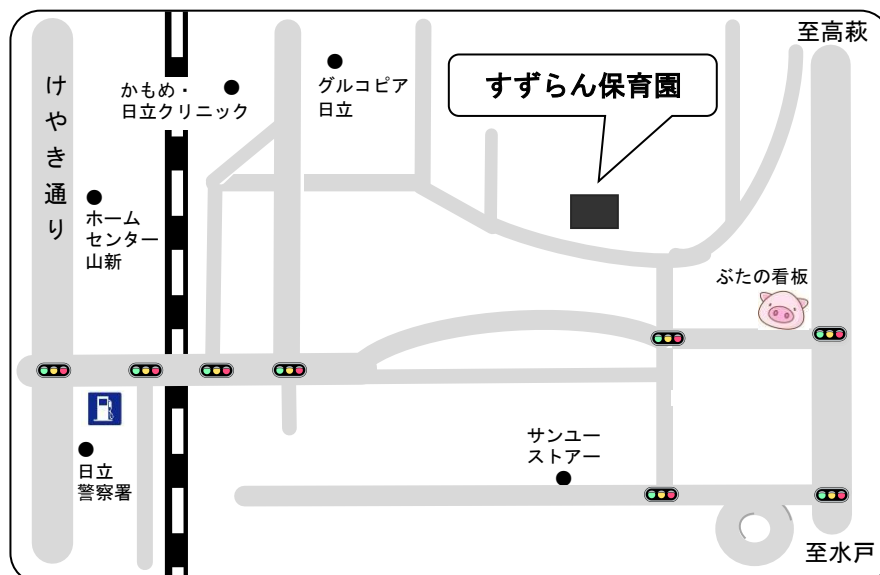 至高萩
すずらん保育園
グルコピア
日立
かもめ・
日立クリニック
けやき通り
ホーム
センター
山新
ぶたの看板
サンユー
ストアー
日立
警察署
至水戸